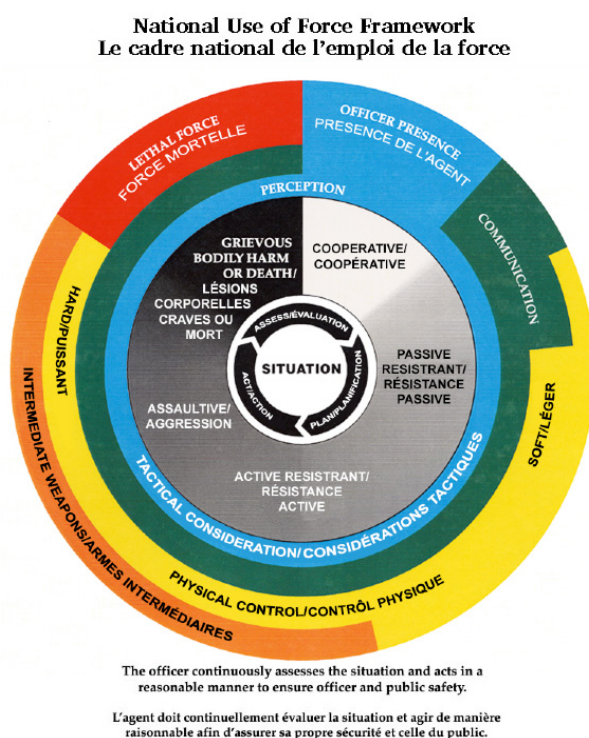 National Use of Force Framework
Le cadre national de l'emploi de la force
LETHAL FORCE
FORCE MORTELLE
OFFICER PRESENCE
PRESENCE DE L'AGENT
COMMUNICATION
PERCEPTION
GRIEVOUS
BODILY HARM
OR DEATH/
LÉSIONS
CORPORELLES
CRAVES OU
MORT
COOPERATIVE/
COOPÉRATIVE
ASSESS/ÉVALUATION
SITUATION
PLAN/PLANIFICATION
ACT/ACTION
PASSIVE
RESISTRANT/
RÉSISTANCE
PASSIVE
ASSAULTIVE/
AGGRESSION
ACTIVE RESISTRANT/
RÉSISTANCE
ACTIVE
HARD/PUISSANT
SOFT/LÉGER
TACTICAL CONSIDERATION/CONSIDÉRATIONS TACTIQUES
PHYSICAL CONTROL/CONTRÔL PHYSIQUE
INTERMEDIATE WEAPONS/ARMES INTERMÉDIAIRES
The officer continuously assesses the situation and acts in a
reasonable manner to ensure officer and public safety.
L'agent doit continuellement évaluer la situation et agir de manière
raisonnable afin d'assurer sa propre sécurité et celle du public.